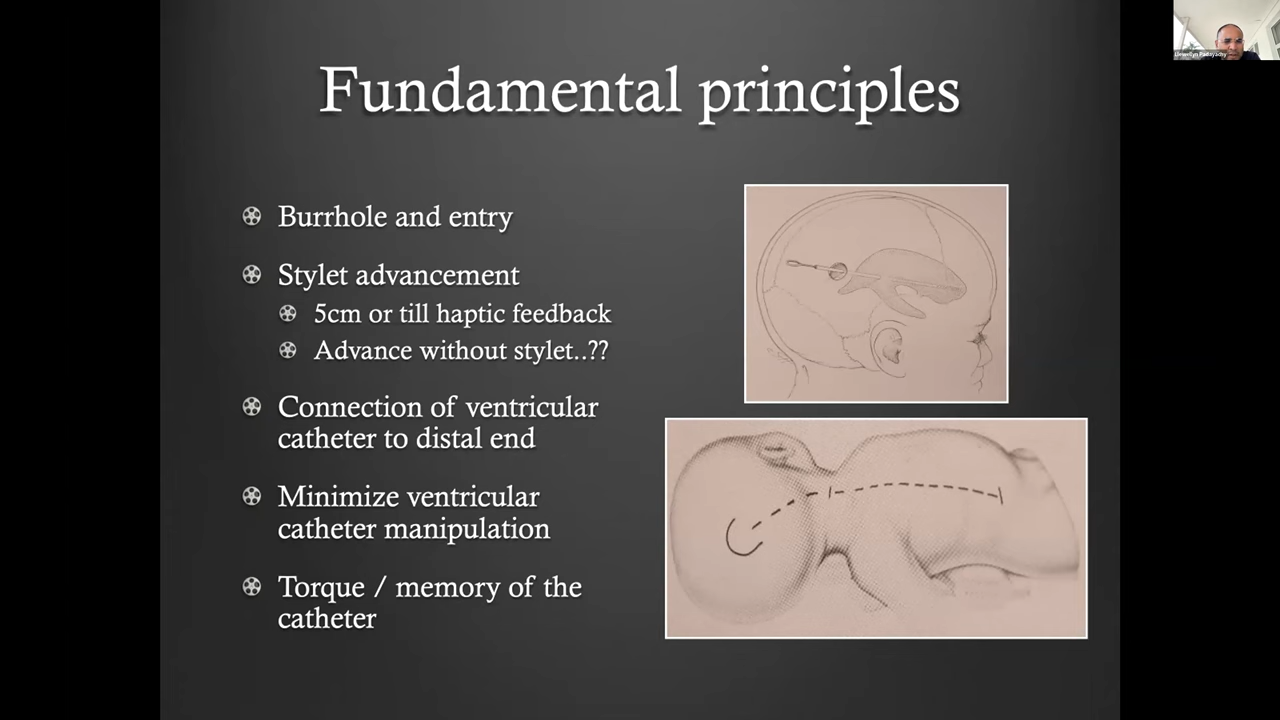 Fundamental principles
Burrhole and entry
Stylet advancement
5cm or till haptic feedback
Advance without stylet..??
Connection of ventricular
catheter to distal end
Minimize ventricular
catheter manipulation
Torque / memory of the
catheter